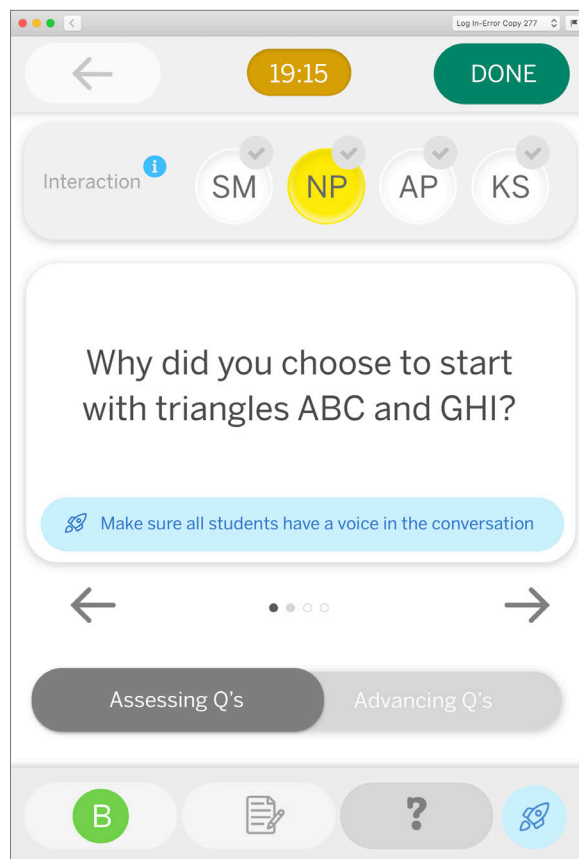 Log In-Error Copy 277
19:15
DONE
Interaction
i
SM
NP
AP
KS
Why did you choose to start
with triangles ABC and GHI?
Make sure all students have a voice in the conversation
Assessing Q's
Advancing Q's
B
?